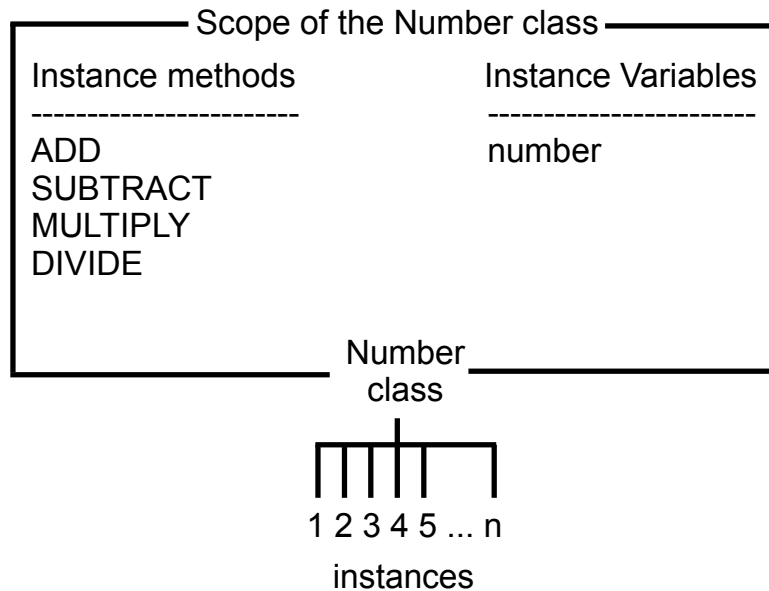 Scope of the Number class
Instance methods
------------------------
ADD
SUBTRACT
MULTIPLY
DIVIDE
Instance Variables
------------------------
number
Number
class
1 2 3 4 5 ... n
instances